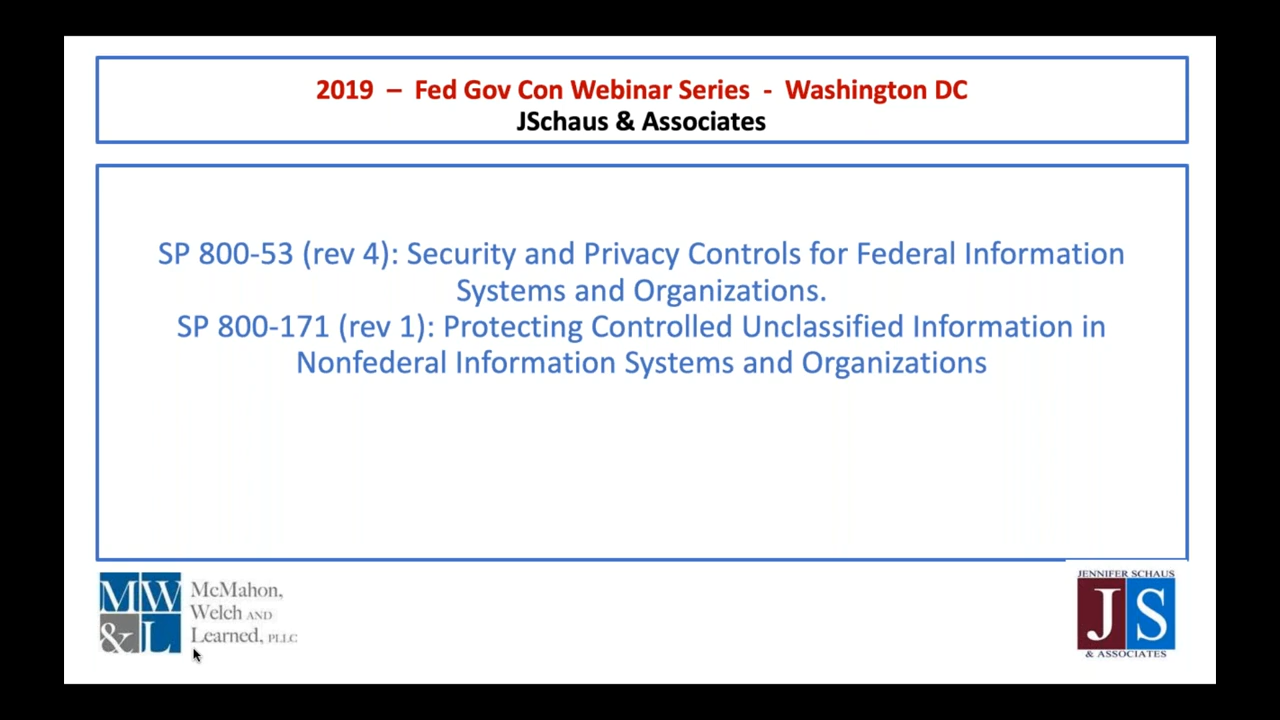 2019 – Fed Gov Con Webinar Series - Washington DC
JSchaus & Associates
SP 800-53 (rev 4): Security and Privacy Controls for Federal Information
Systems and Organizations.
SP 800-171 (rev 1): Protecting Controlled Unclassified Information in
Nonfederal Information Systems and Organizations
MW
&L
McMahon,
Welch AND
Learned, PLLC
JENNIFER SCHAUS
JS
& ASSOCIATES